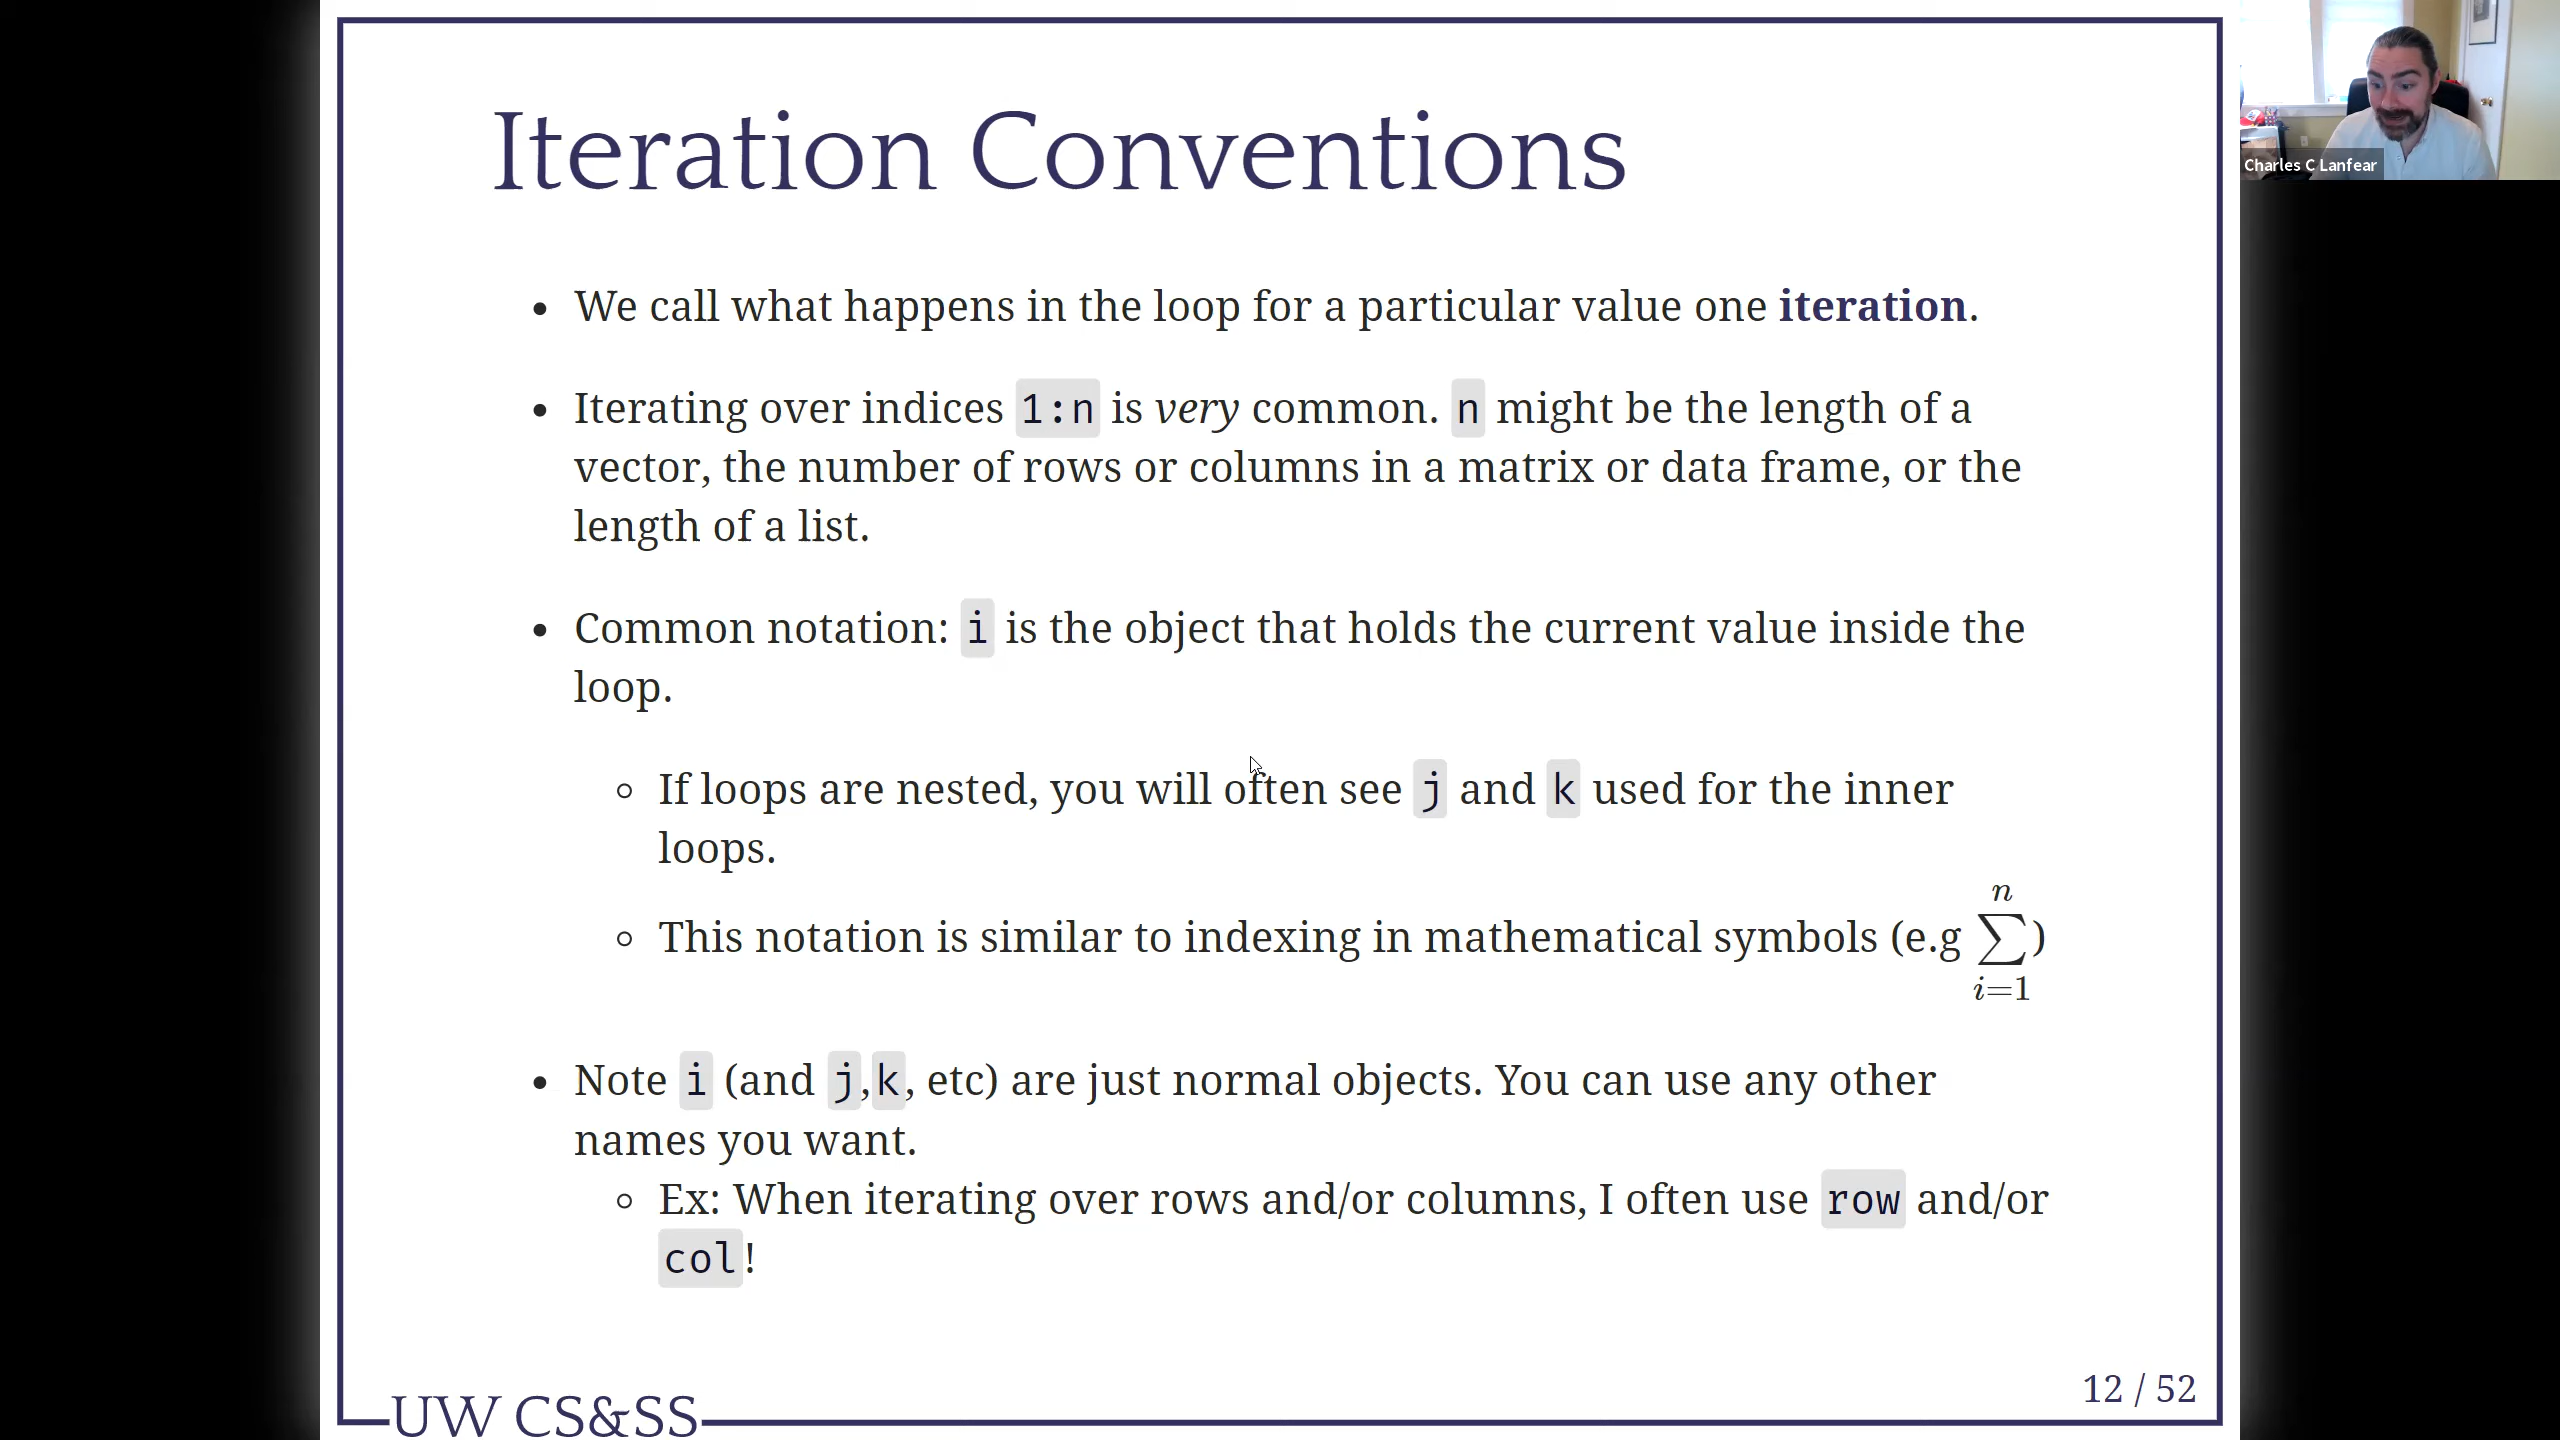 Iteration Conventions
Charles C Lanfear
• We call what happens in the loop for a particular value one iteration.
• Iterating over indices 1:n is very common. n might be the length of a
vector, the number of rows or columns in a matrix or data frame, or the
length of a list.
• Common notation: i is the object that holds the current value inside the
loop.
◦ If loops are nested, you will often see j and k used for the inner
loops.
◦ This notation is similar to indexing in mathematical symbols (e.g \sum_{i=1}^{n})
• Note i (and j,k, etc) are just normal objects. You can use any other
names you want.
◦ Ex: When iterating over rows and/or columns, I often use row and/or
col!
UW CS&SS
12 / 52